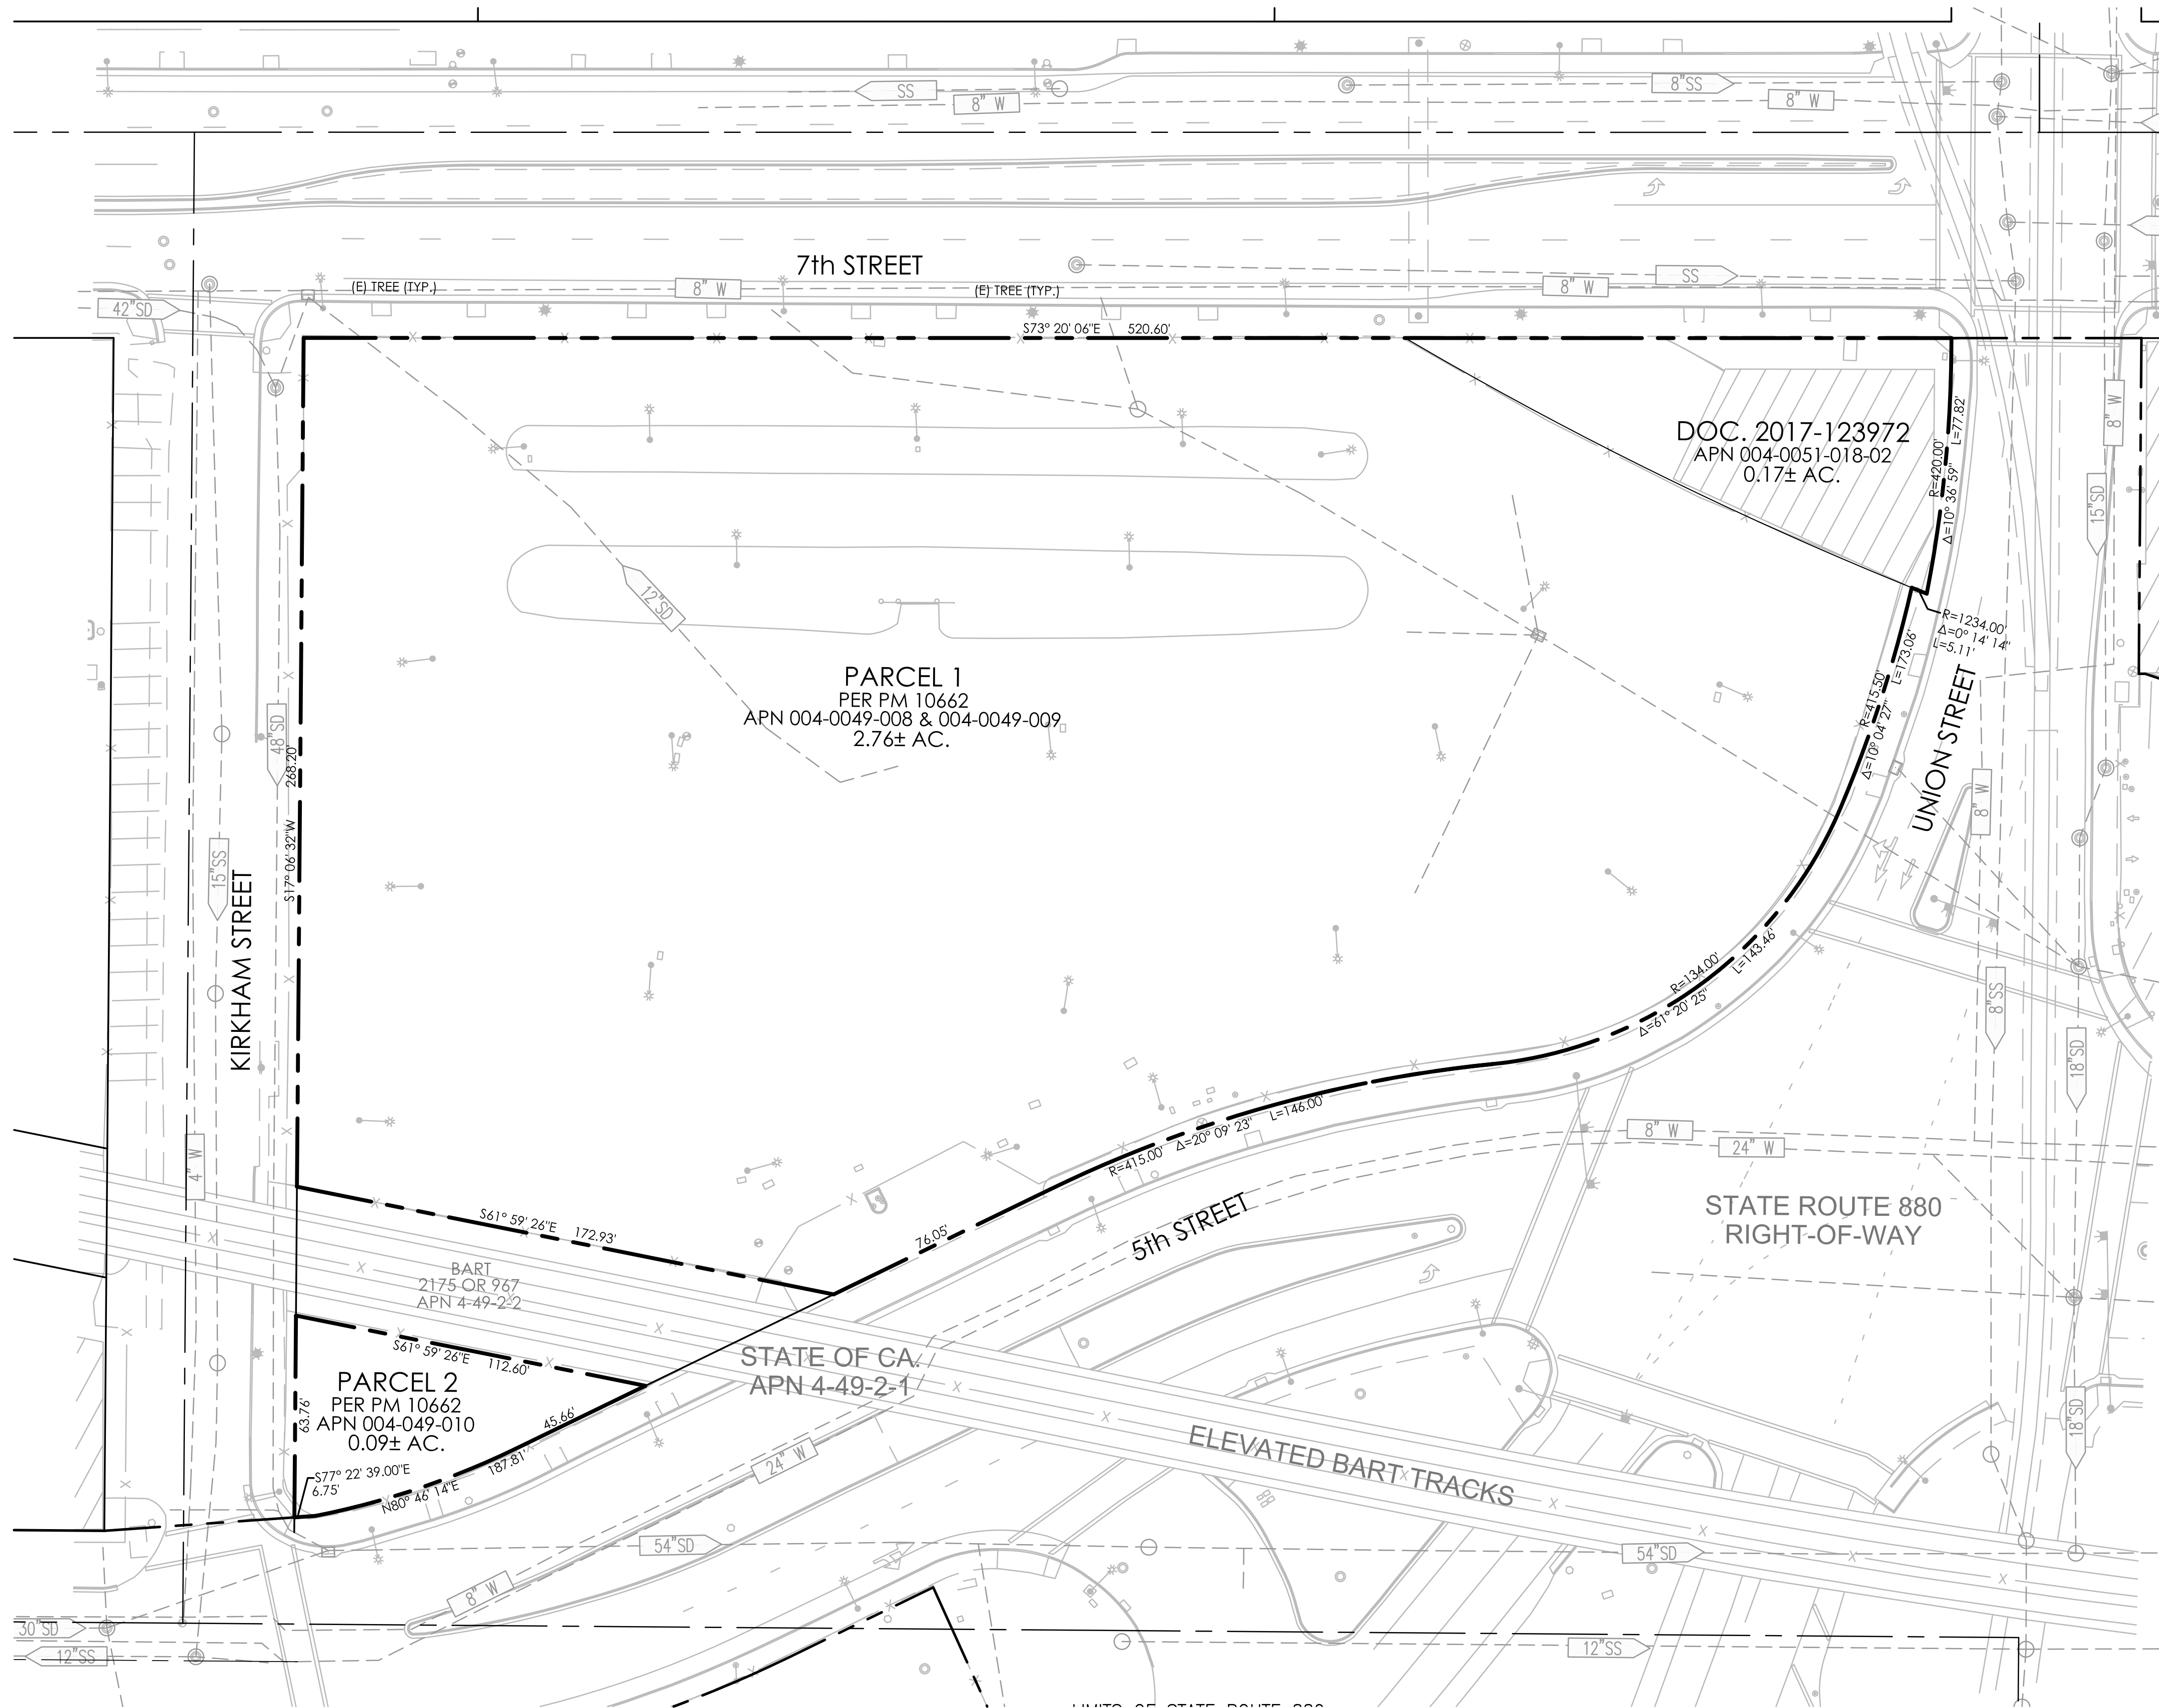 SS
8" W
8"SS
8" W
7th STREET
(E) TREE (TYP.)
8" W
(E) TREE (TYP.)
SS
8" W
42"SD
S73° 20' 06"E 520.60'
DOC. 2017-123972
APN 004-0051-018-02
0.17± AC.
R=420.00'
L=77.82'
Δ=10° 36' 59"
8" W
15"SD
12"SD
R=1234.00'
Δ=0° 14' 14"
L=5.11'
PARCEL 1
PER PM 10662
APN 004-0049-008 & 004-0049-009
2.76± AC.
R=415.50'
L=173.06'
Δ=10° 04' 27"
UNION STREET
48"SD
S17° 06' 32"W 268.20'
15"SS
KIRKHAM STREET
8" W
R=134.00'
L=143.46'
Δ=61° 20' 25"
8"SS
18"SD
4" W
R=415.00'
Δ=20° 09' 23"
L=146.00'
8" W
24" W
S61° 59' 26"E 172.93'
76.05'
5th STREET
STATE ROUTE 880
RIGHT-OF-WAY
BART
2175 OR 967
APN 4-49-2-2
S61° 59' 26"E 112.60'
STATE OF CA.
APN 4-49-2-1
PARCEL 2
PER PM 10662
APN 004-049-010
0.09± AC.
63.76'
45.66'
187.81'
S77° 22' 39.00"E
6.75'
N80° 46' 14"E
24" W
ELEVATED BART TRACKS
18"SD
54"SD
54"SD
8" W
30"SD
12"SS
12"SS
LIMITS OF STATE ROUTE 880